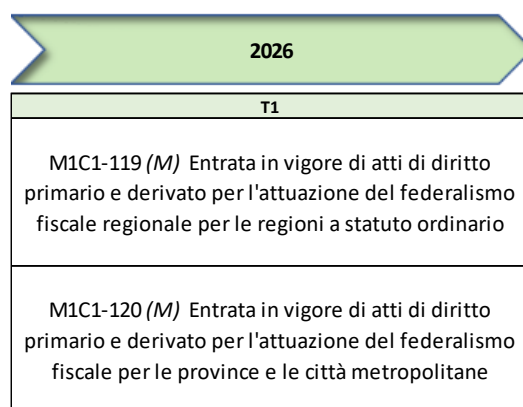 2026
T1
M1C1-119 (M) Entrata in vigore di atti di diritto
primario e derivato per l'attuazione del federalismo
fiscale regionale per le regioni a statuto ordinario
M1C1-120 (M) Entrata in vigore di atti di diritto
primario e derivato per l'attuazione del federalismo
fiscale per le province e le città metropolitane